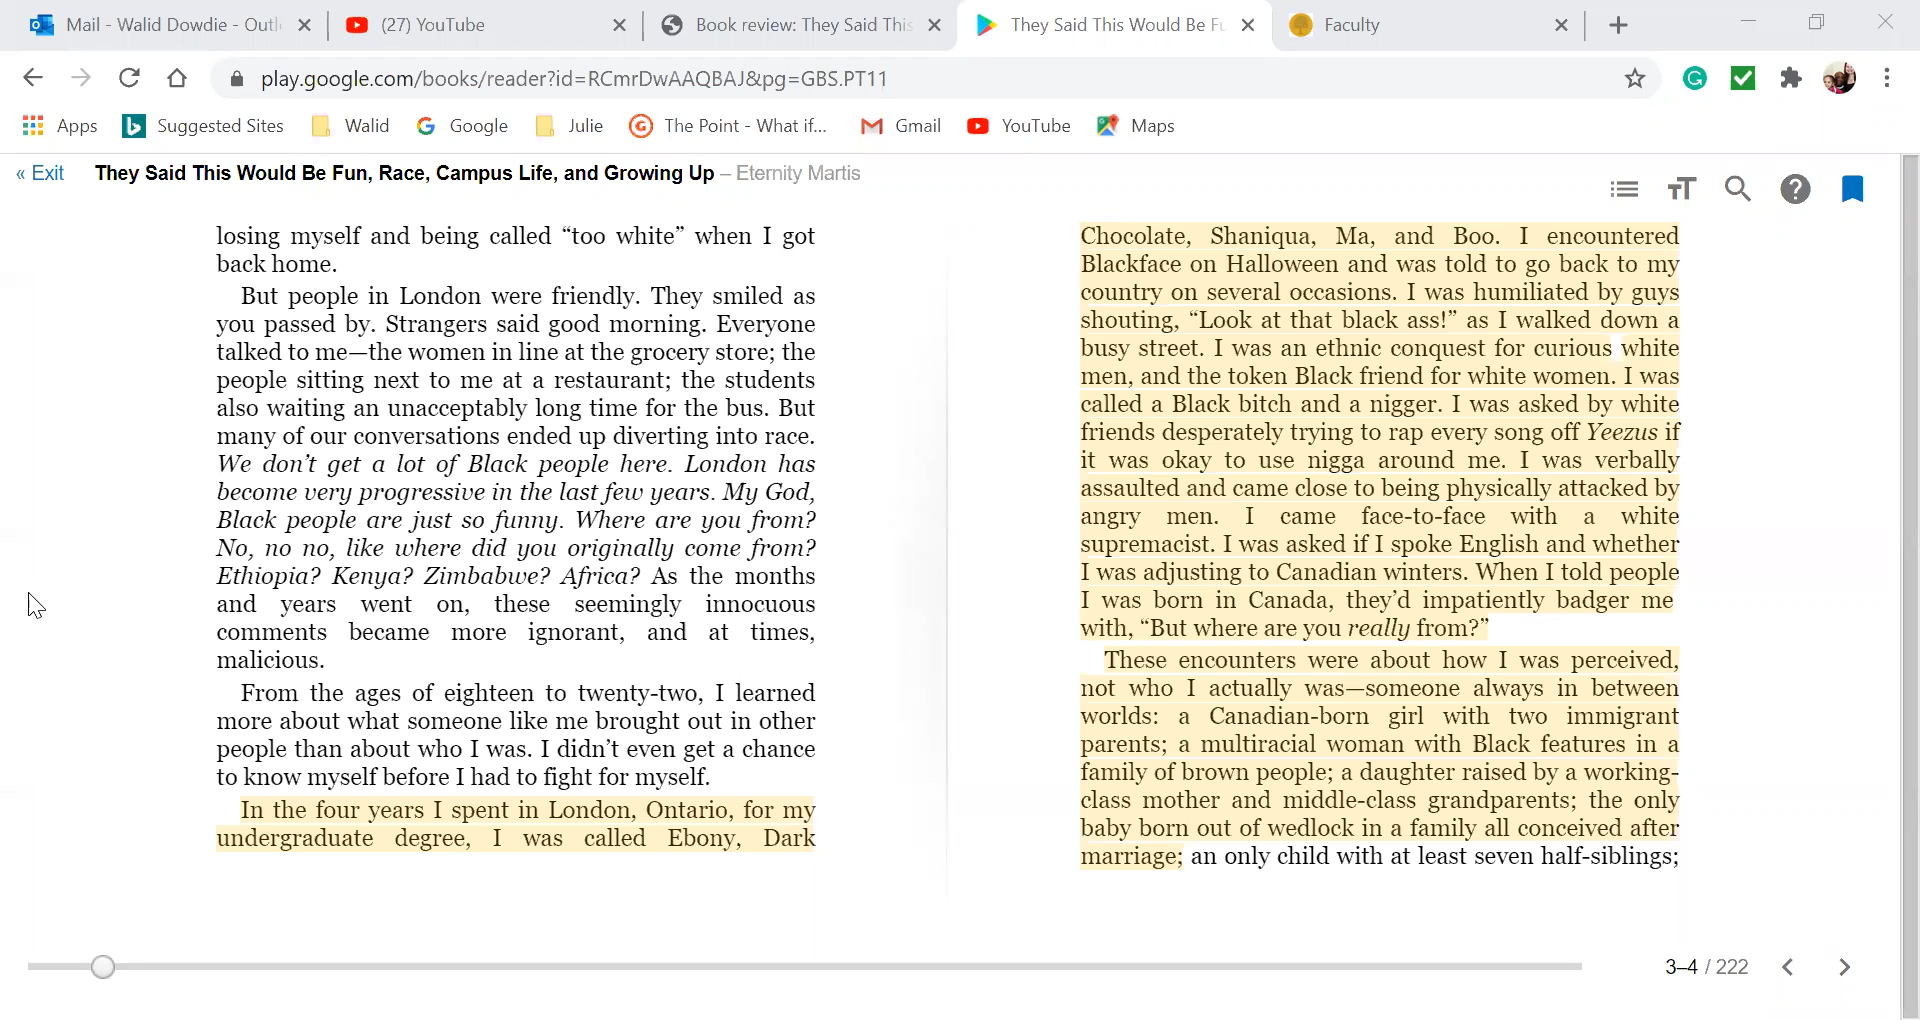 Mail - Walid Dowdie - Outl
(27) YouTube
Book review: They Said This
They Said This Would Be Fu
Faculty
play.google.com/books/reader?id=RCmrDwAAQBAJ&pg=GBS.PT11
Apps
Suggested Sites
Walid
Google
Julie
The Point - What if...
Gmail
YouTube
Maps
« Exit
They Said This Would Be Fun, Race, Campus Life, and Growing Up – Eternity Martis
losing myself and being called “too white” when I got
back home.
But people in London were friendly. They smiled as
you passed by. Strangers said good morning. Everyone
talked to me—the women in line at the grocery store; the
people sitting next to me at a restaurant; the students
also waiting an unacceptably long time for the bus. But
many of our conversations ended up diverting into race.
We don’t get a lot of Black people here. London has
become very progressive in the last few years. My God,
Black people are just so funny. Where are you from?
No, no no, like where did you originally come from?
Ethiopia? Kenya? Zimbabwe? Africa? As the months
and years went on, these seemingly innocuous
comments became more ignorant, and at times,
malicious.
From the ages of eighteen to twenty-two, I learned
more about what someone like me brought out in other
people than about who I was. I didn’t even get a chance
to know myself before I had to fight for myself.
In the four years I spent in London, Ontario, for my
undergraduate degree, I was called Ebony, Dark
Chocolate, Shaniqua, Ma, and Boo. I encountered
Blackface on Halloween and was told to go back to my
country on several occasions. I was humiliated by guys
shouting, “Look at that black ass!” as I walked down a
busy street. I was an ethnic conquest for curious white
men, and the token Black friend for white women. I was
called a Black bitch and a nigger. I was asked by white
friends desperately trying to rap every song off Yeezus if
it was okay to use nigga around me. I was verbally
assaulted and came close to being physically attacked by
angry men. I came face-to-face with a white
supremacist. I was asked if I spoke English and whether
I was adjusting to Canadian winters. When I told people
I was born in Canada, they’d impatiently badger me
with, “But where are you really from?”
These encounters were about how I was perceived,
not who I actually was—someone always in between
worlds: a Canadian-born girl with two immigrant
parents; a multiracial woman with Black features in a
family of brown people; a daughter raised by a working-
class mother and middle-class grandparents; the only
baby born out of wedlock in a family all conceived after
marriage; an only child with at least seven half-siblings;
3–4 / 222